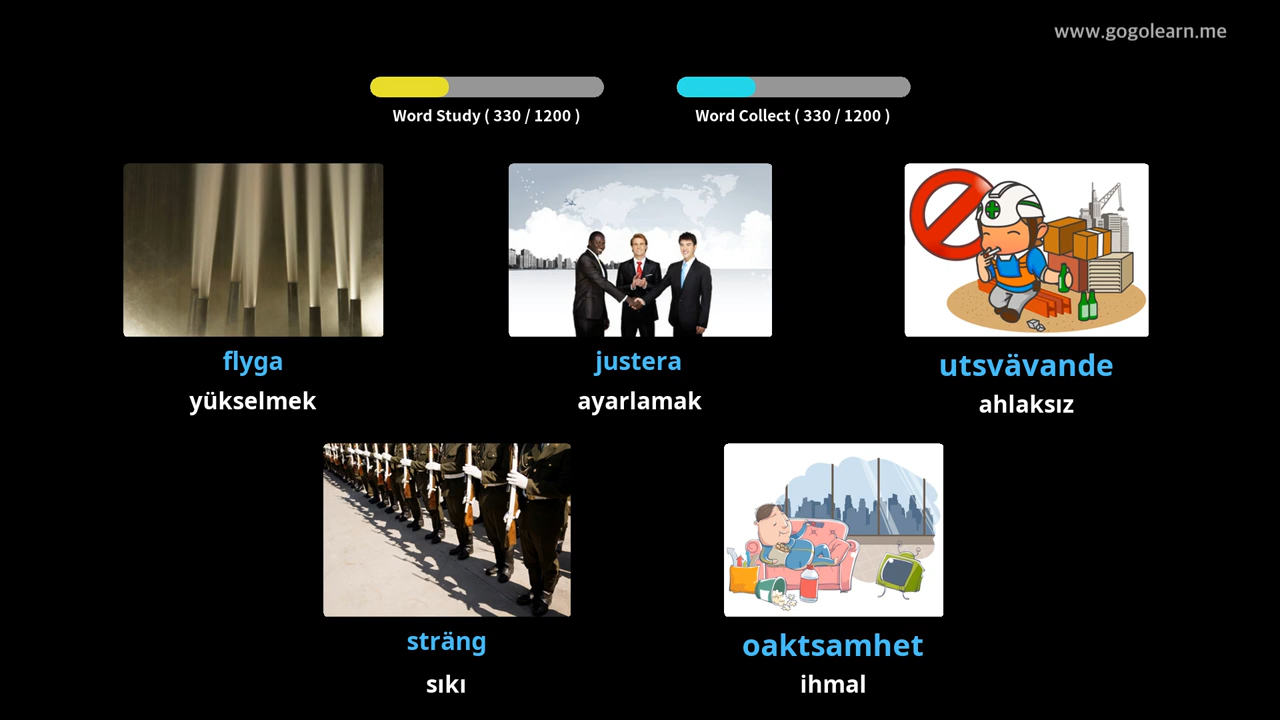 www.gogolearn.me
Word Study ( 330 / 1200 )
Word Collect ( 330 / 1200 )
flyga
yükselmek
justera
ayarlamak
utsvävande
ahlaksız
sträng
sıkı
oaktsamhet
ihmal